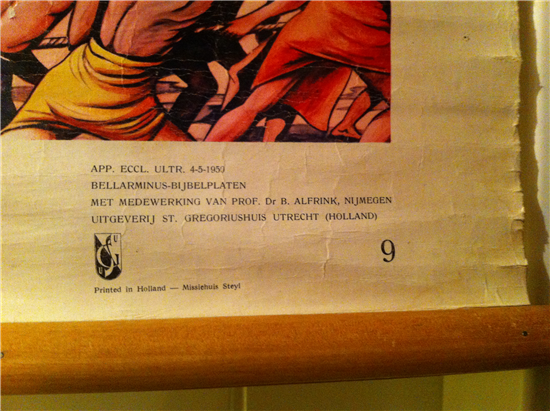 APP. ECCL. ULTR. 4-5-1950
BELLARMINUS-BIJBELPLATEN
MET MEDEWERKING VAN PROF. Dr B. ALFRINK, NIJMEGEN
UITGEVERIJ ST. GREGORIUSHUIS UTRECHT (HOLLAND)
9
Printed in Holland — Missiehuis Steyl